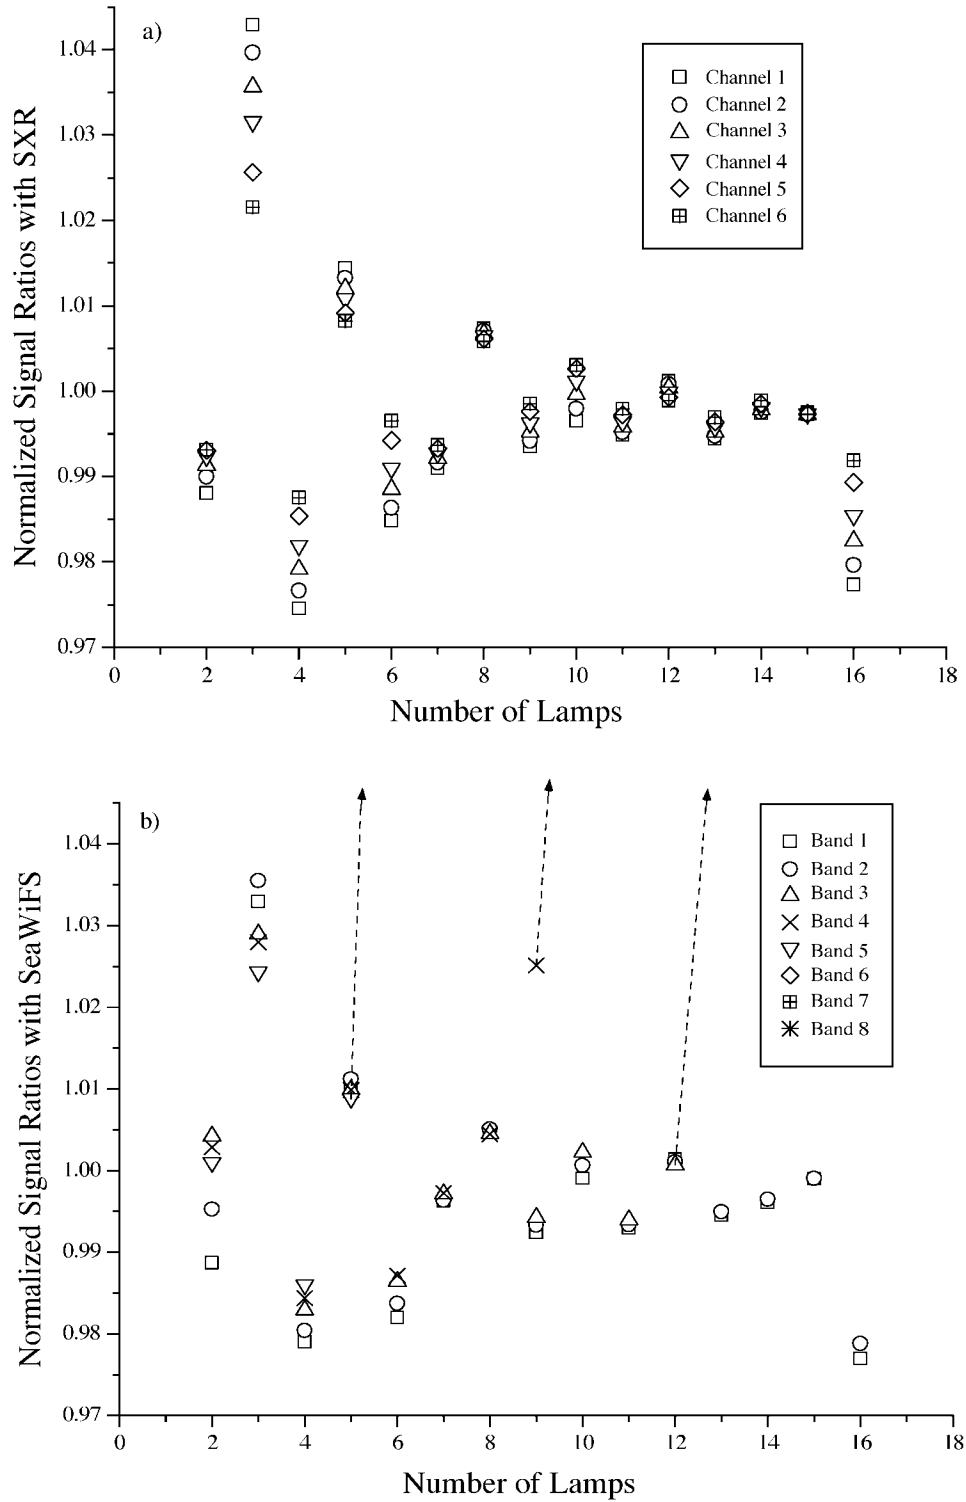 a)
1.04
1.03
1.02
1.01
1.00
0.99
0.98
0.97
Normalized Signal Ratios with SXR
Channel 1
Channel 2
Channel 3
Channel 4
Channel 5
Channel 6
0 2 4 6 8 10 12 14 16 18
Number of Lamps
b)
1.04
1.03
1.02
1.01
1.00
0.99
0.98
0.97
Normalized Signal Ratios with SeaWiFS
Band 1
Band 2
Band 3
Band 4
Band 5
Band 6
Band 7
Band 8
0 2 4 6 8 10 12 14 16 18
Number of Lamps